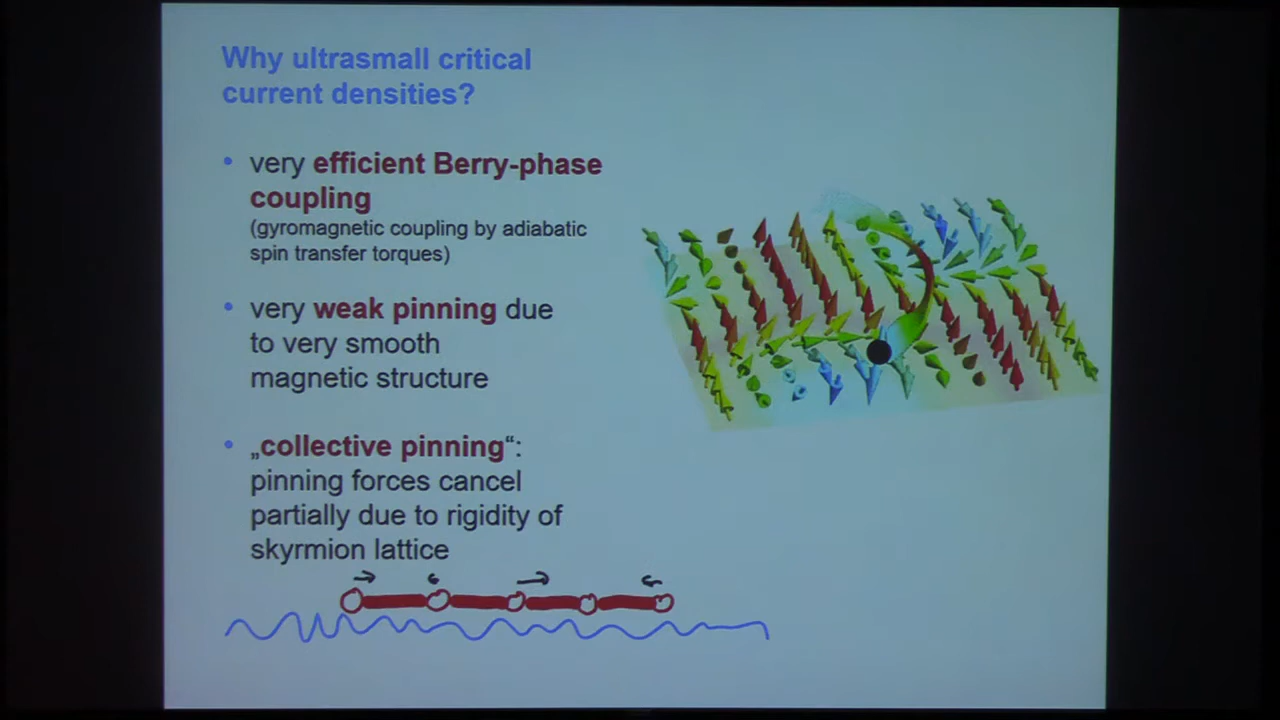 Why ultrasmall critical
current densities?
• very efficient Berry-phase
coupling
(gyromagnetic coupling by adiabatic
spin transfer torques)
• very weak pinning due
to very smooth
magnetic structure
• „collective pinning“:
pinning forces cancel
partially due to rigidity of
skyrmion lattice